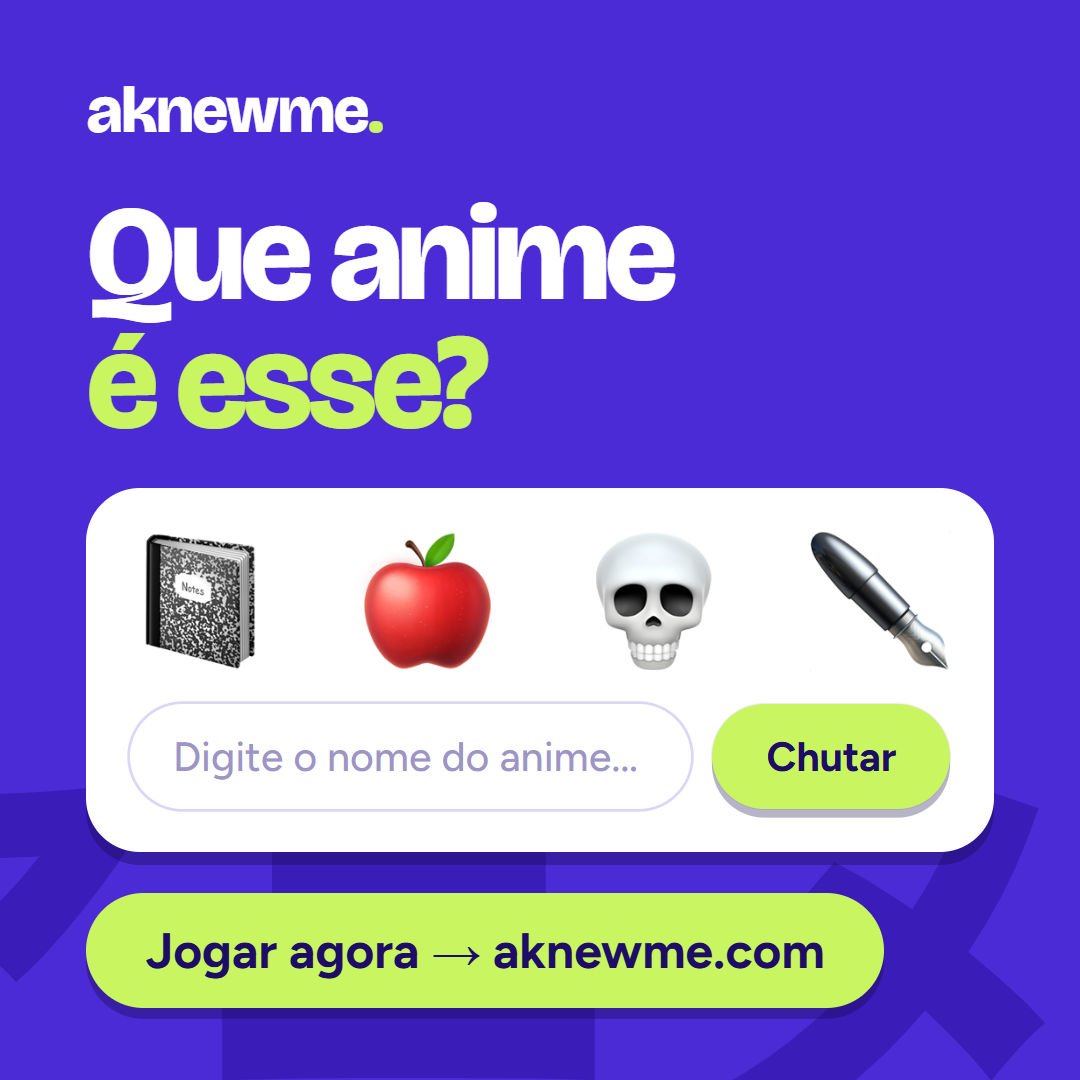 aknewme.
Que anime
é esse?
Notes
Digite o nome do anime...
Chutar
Jogar agora → aknewme.com